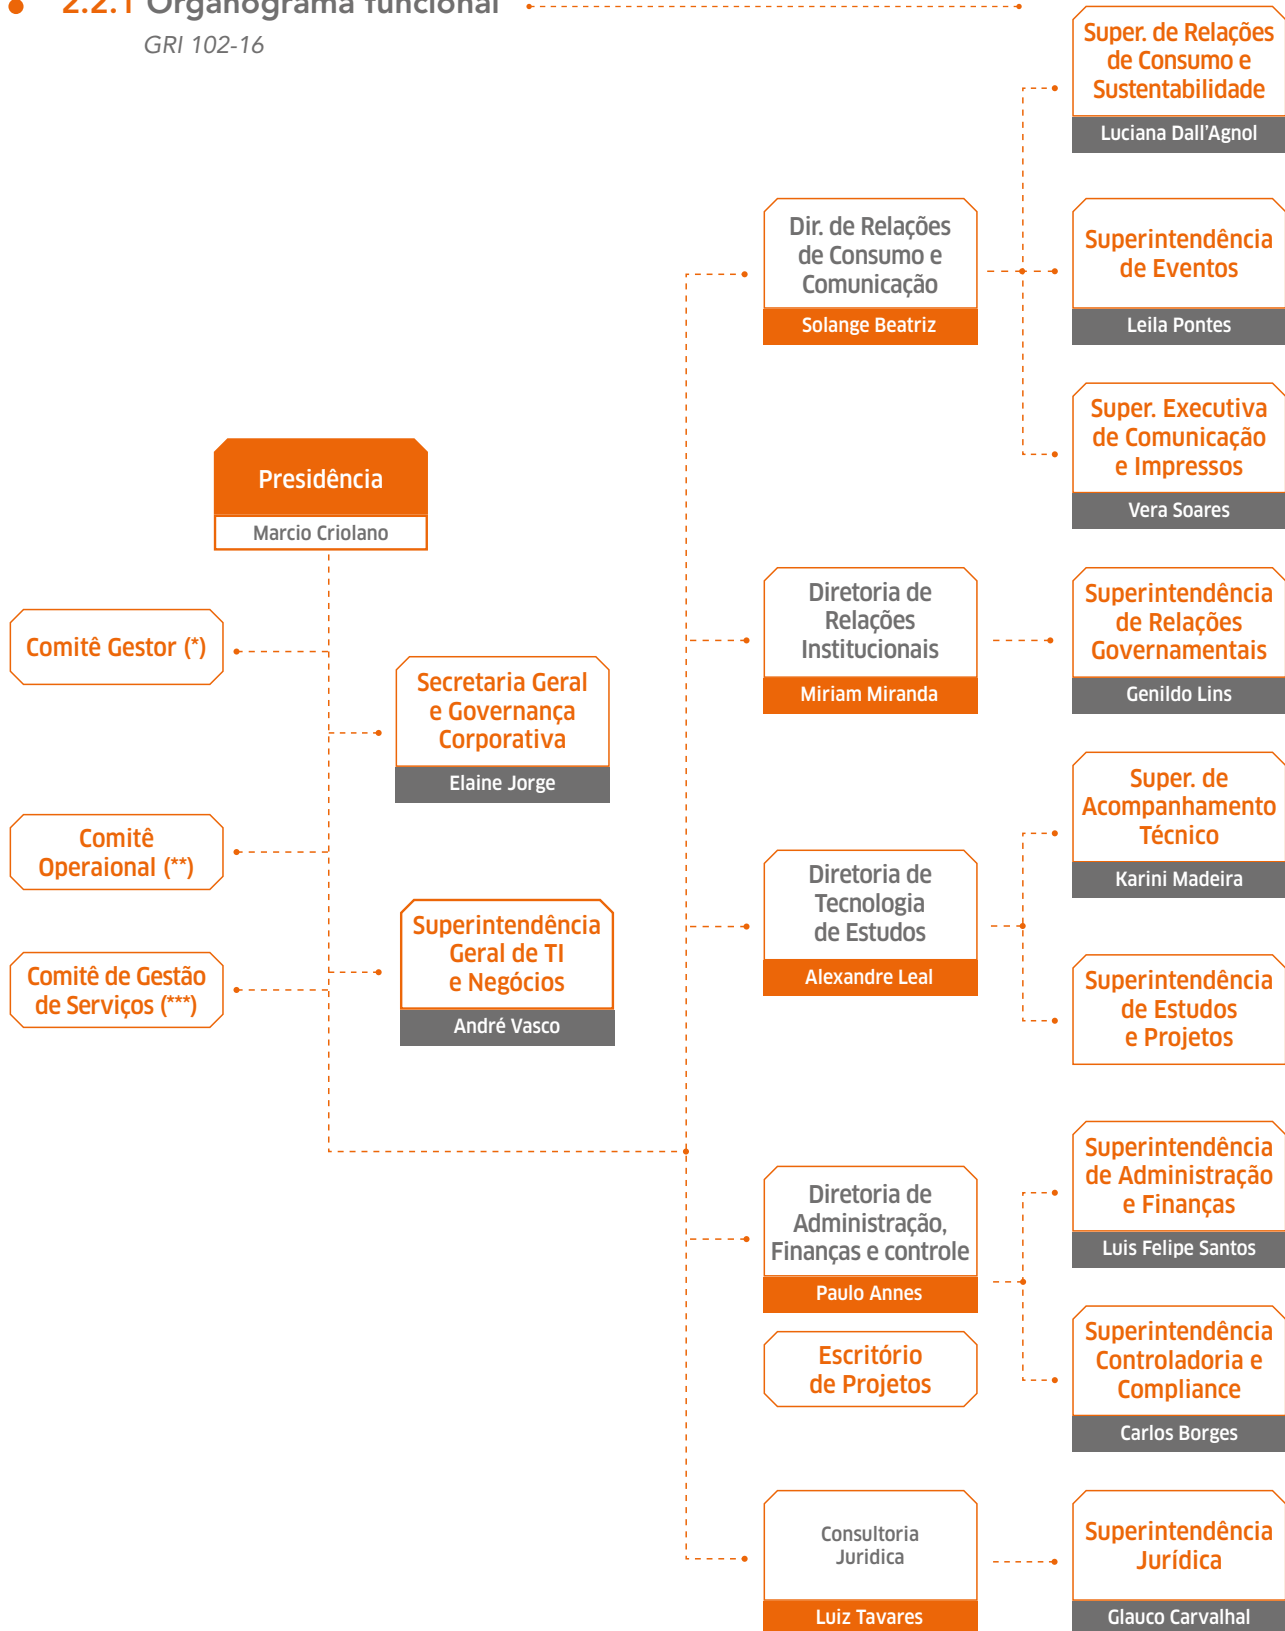 2.2.1 Organograma funcional
GRI 102-16
Super. de Relações
de Consumo e
Sustentabilidade
Luciana Dall'Agnol
Dir. de Relações
de Consumo e
Comunicação
Solange Beatriz
Superintendência
de Eventos
Leila Pontes
Super. Executiva
de Comunicação
e Impressos
Vera Soares
Presidência
Marcio Criolano
Comitê Gestor (*)
Secretaria Geral
e Governança
Corporativa
Elaine Jorge
Diretoria de
Relações
Institucionais
Miriam Miranda
Superintendência
de Relações
Governamentais
Genildo Lins
Comitê
Operaional (**)
Comitê de Gestão
de Serviços (***)
Superintendência
Geral de TI
e Negócios
André Vasco
Diretoria de
Tecnologia
de Estudos
Alexandre Leal
Super. de
Acompanhamento
Técnico
Karini Madeira
Superintendência
de Estudos
e Projetos
Diretoria de
Administração,
Finanças e controle
Paulo Annes
Escritório
de Projetos
Superintendência
de Administração
e Finanças
Luis Felipe Santos
Superintendência
Controladoria e
Compliance
Carlos Borges
Consultoria
Juridica
Luiz Tavares
Superintendência
Jurídica
Glauco Carvalhal